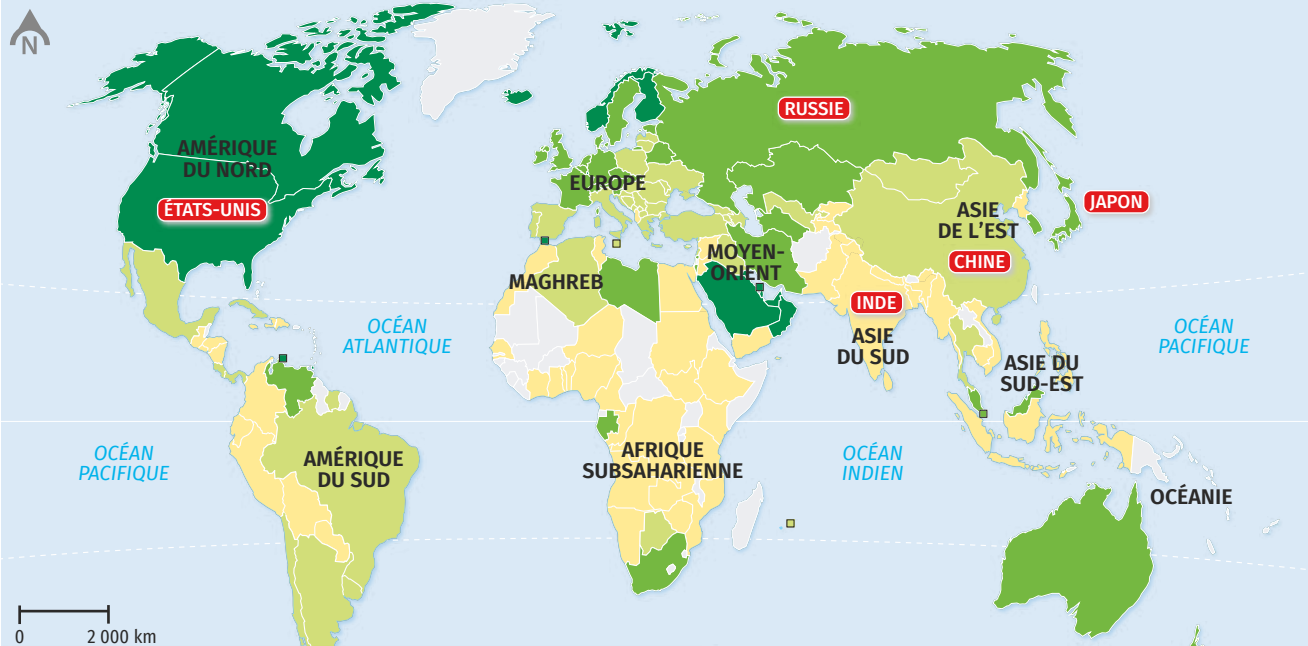 N
RUSSIE
AMÉRIQUE
DU NORD
EUROPE
ÉTATS-UNIS
JAPON
ASIE
DE L'EST
MOYEN-
ORIENT
CHINE
MAGHREB
INDE
OCÉAN
ATLANTIQUE
OCÉAN
PACIFIQUE
ASIE
DU SUD
ASIE DU
SUD-EST
OCÉAN
PACIFIQUE
AMÉRIQUE
DU SUD
AFRIQUE
SUBSAHARIENNE
OCÉAN
INDIEN
OCÉANIE
0 2 000 km